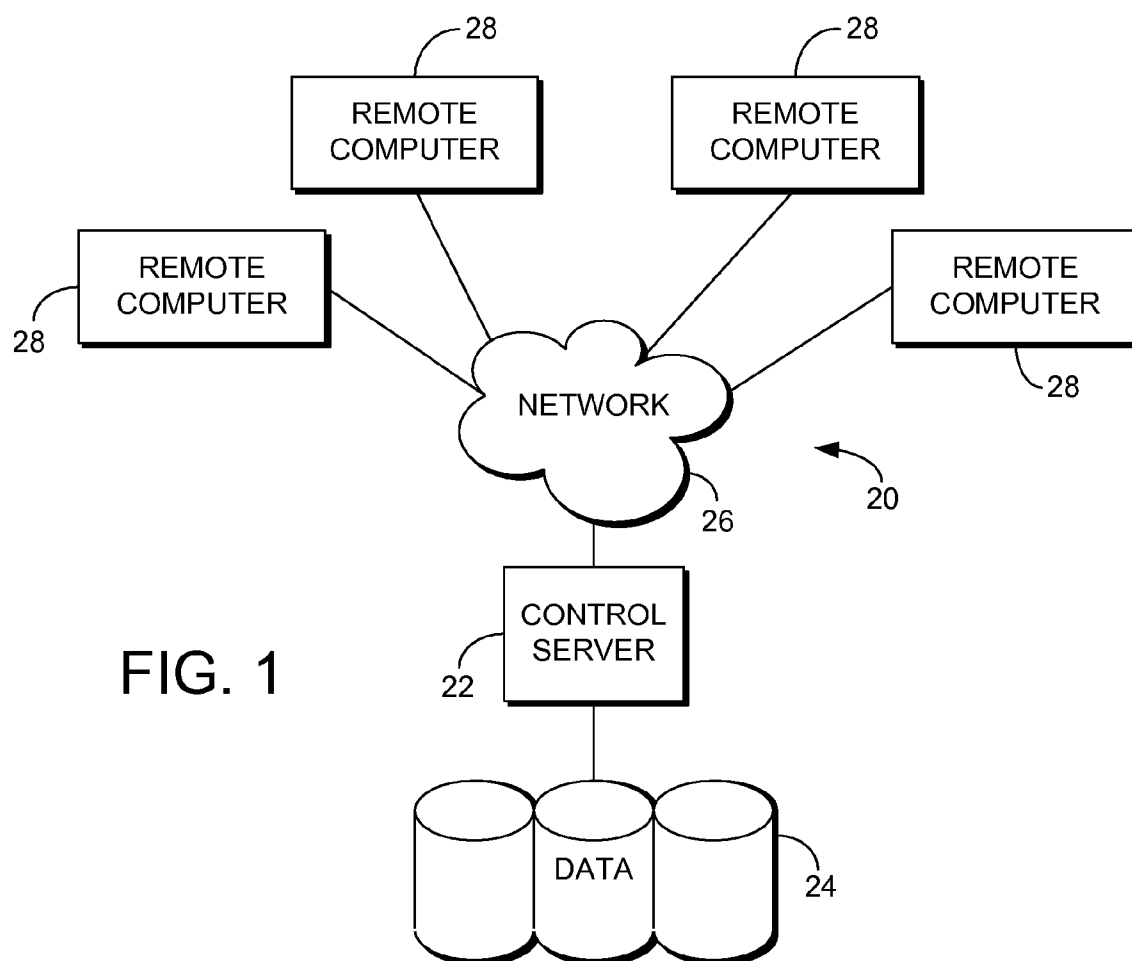 28
28
REMOTE
COMPUTER
REMOTE
COMPUTER
REMOTE
COMPUTER
28
REMOTE
COMPUTER
28
NETWORK
26
20
CONTROL
SERVER
22
FIG. 1
DATA
24